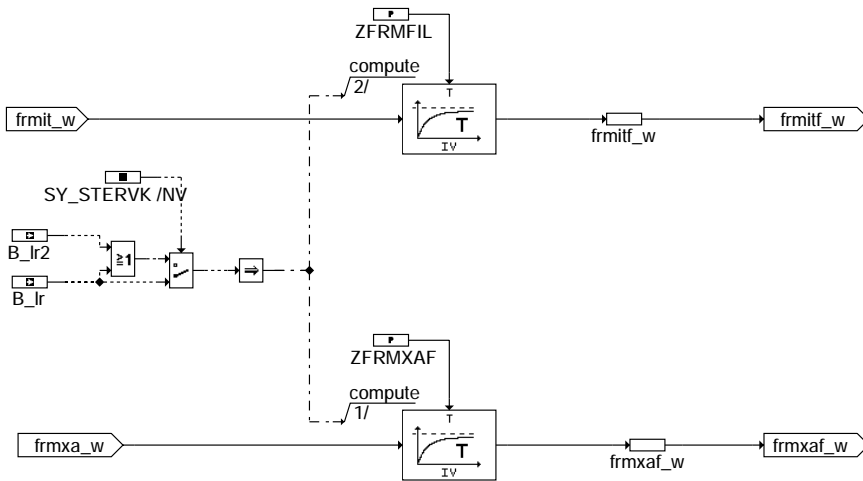 P
ZFRMFIL
compute
2/
T
frmit_w
T
IV
frmitf_w
frmitf_w
SY_STERVK /NV
B_lr2
≥1
B_lr
P
ZFRMXAF
compute
1/
T
frmxa_w
T
IV
frmxaf_w
frmxaf_w